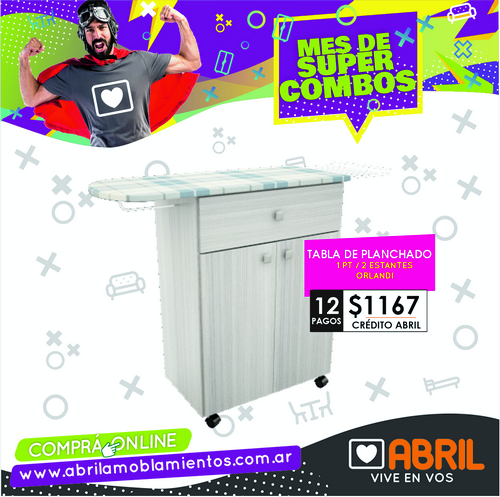 MES DE
SUPER
COMBOS
TABLA DE PLANCHADO
1 PT / 2 ESTANTES
ORLANDI
12
PAGOS
$1167
CRÉDITO ABRIL
COMPRÁ ONLINE
www.abrilamoblamientos.com.ar
ABRIL
VIVE EN VOS